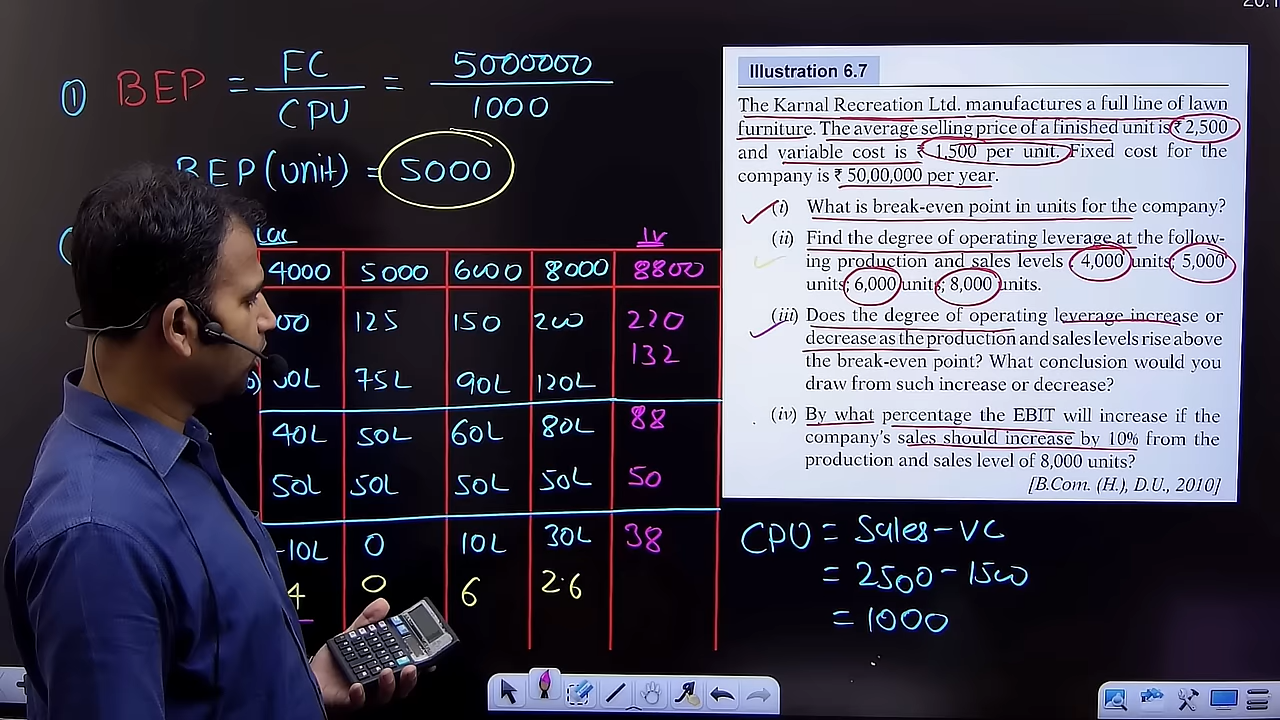 ① BEP = FC / CPU = 5000000 / 1000
BEP (unit) = 5000
iv
4000 5000 6000 8000 8800
00 125 150 200 220
132
0L 75L 90L 120L
40L 50L 60L 80L 88
50L 50L 50L 50L 50
-10L 0 10L 30L 38
4 0 6 2.6
Illustration 6.7
The Karnal Recreation Ltd. manufactures a full line of lawn
furniture. The average selling price of a finished unit is ₹ 2,500
and variable cost is ₹ 1,500 per unit. Fixed cost for the
company is ₹ 50,00,000 per year.
(i) What is break-even point in units for the company?
(ii) Find the degree of operating leverage at the follow-
ing production and sales levels 4,000 units; 5,000
units; 6,000 units; 8,000 units.
(iii) Does the degree of operating leverage increase or
decrease as the production and sales levels rise above
the break-even point? What conclusion would you
draw from such increase or decrease?
(iv) By what percentage the EBIT will increase if the
company's sales should increase by 10% from the
production and sales level of 8,000 units?
[B.Com. (H.), D.U., 2010]
CPU = Sales - VC
= 2500 - 1500
= 1000